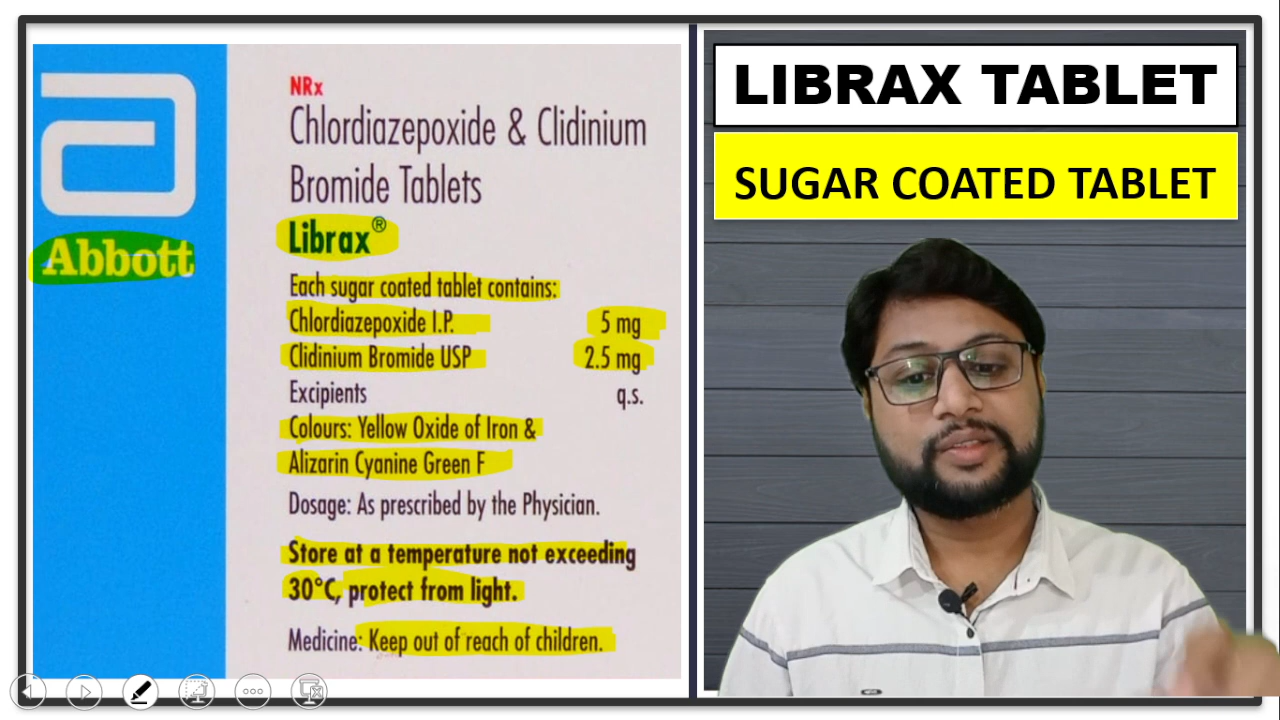 NRx
Chlordiazepoxide & Clidinium
Bromide Tablets
Librax®
Abbott
Each sugar coated tablet contains:
Chlordiazepoxide I.P. 5 mg
Clidinium Bromide USP 2.5 mg
Excipients q.s.
Colours: Yellow Oxide of Iron &
Alizarin Cyanine Green F
Dosage: As prescribed by the Physician.
Store at a temperature not exceeding
30°C, protect from light.
Medicine: Keep out of reach of children.
LIBRAX TABLET
SUGAR COATED TABLET